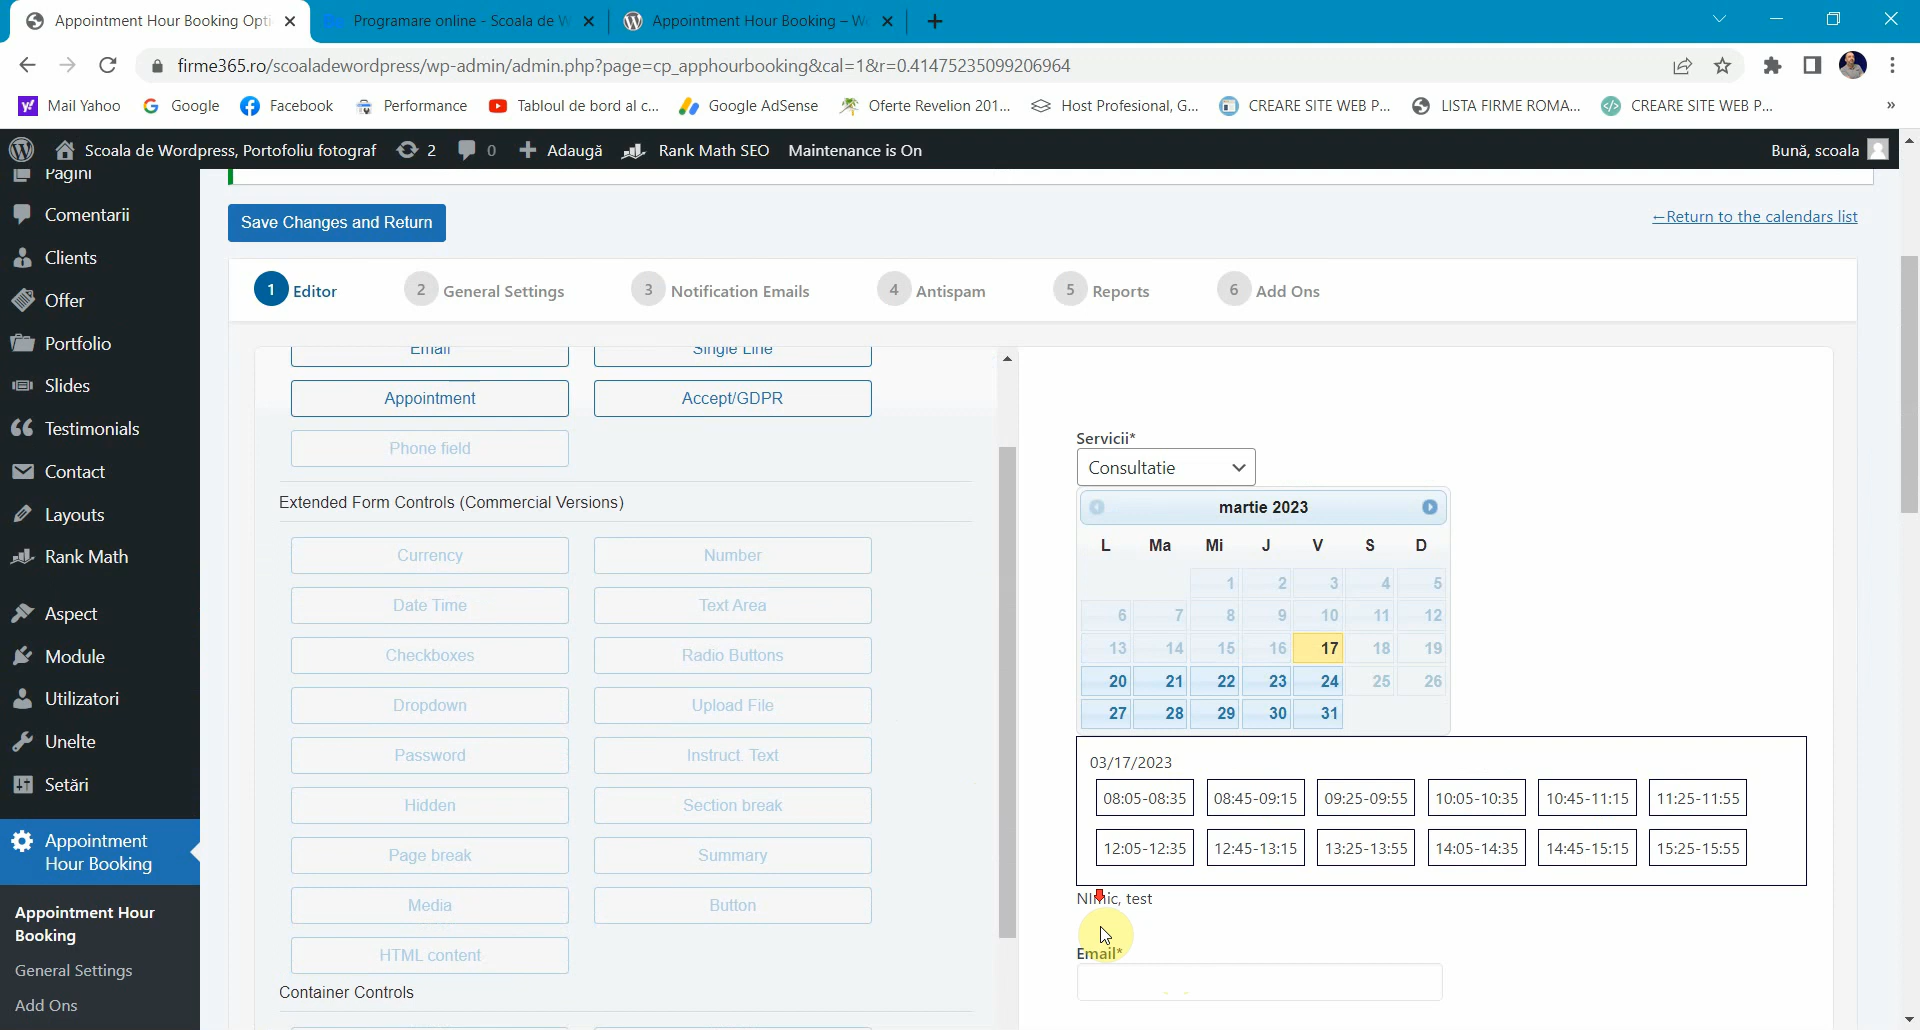 Appointment Hour Booking Opti
Programare online - Scoala de W
Appointment Hour Booking – W
firme365.ro/scoaladewordpress/wp-admin/admin.php?page=cp_apphourbooking&cal=1&r=0.41475235099206964
Mail Yahoo
Google
Facebook
Performance
Tabloul de bord al c...
Google AdSense
Oferte Revelion 201...
Host Profesional, G...
CREARE SITE WEB P...
LISTA FIRME ROMA...
CREARE SITE WEB P...
»
Scoala de Wordpress, Portofoliu fotograf
2
0
Adaugă
Rank Math SEO
Maintenance is On
Bună, scoala
Pagini
Comentarii
Clients
Offer
Portfolio
Slides
Testimonials
Contact
Layouts
Rank Math
Aspect
Module
Utilizatori
Unelte
Setări
Appointment
Hour Booking
Appointment Hour
Booking
General Settings
Add Ons
Save Changes and Return
←Return to the calendars list
1 Editor
2 General Settings
3 Notification Emails
4 Antispam
5 Reports
6 Add Ons
Email
Single Line
Appointment
Accept/GDPR
Phone field
Extended Form Controls (Commercial Versions)
Currency
Number
Date Time
Text Area
Checkboxes
Radio Buttons
Dropdown
Upload File
Password
Instruct. Text
Hidden
Section break
Page break
Summary
Media
Button
HTML content
Container Controls
Servicii*
Consultatie
martie 2023
L Ma Mi J V S D
1 2 3 4 5
6 7 8 9 10 11 12
13 14 15 16 17 18 19
20 21 22 23 24 25 26
27 28 29 30 31
03/17/2023
08:05-08:35 08:45-09:15 09:25-09:55 10:05-10:35 10:45-11:15 11:25-11:55
12:05-12:35 12:45-13:15 13:25-13:55 14:05-14:35 14:45-15:15 15:25-15:55
NImic, test
Email*